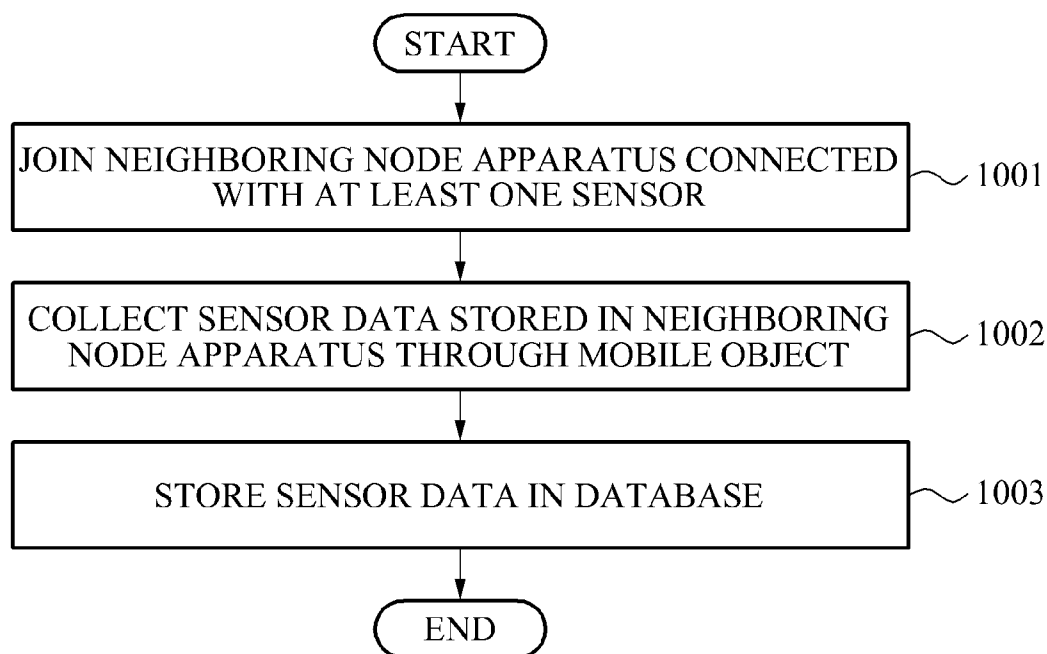 START
JOIN NEIGHBORING NODE APPARATUS CONNECTED
WITH AT LEAST ONE SENSOR
1001
COLLECT SENSOR DATA STORED IN NEIGHBORING
NODE APPARATUS THROUGH MOBILE OBJECT
1002
STORE SENSOR DATA IN DATABASE
1003
END